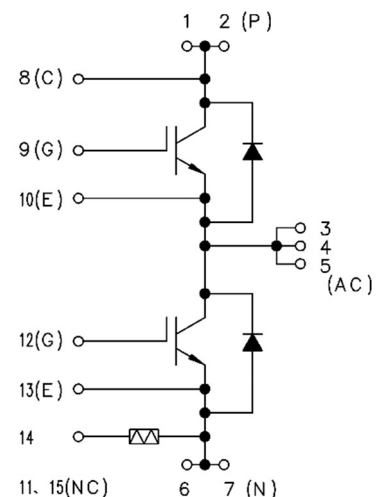 1 2 (P)
8(C)
9(G)
10(E)
3
4
5
(AC)
12(G)
13(E)
14
11、15(NC) 6 7 (N)